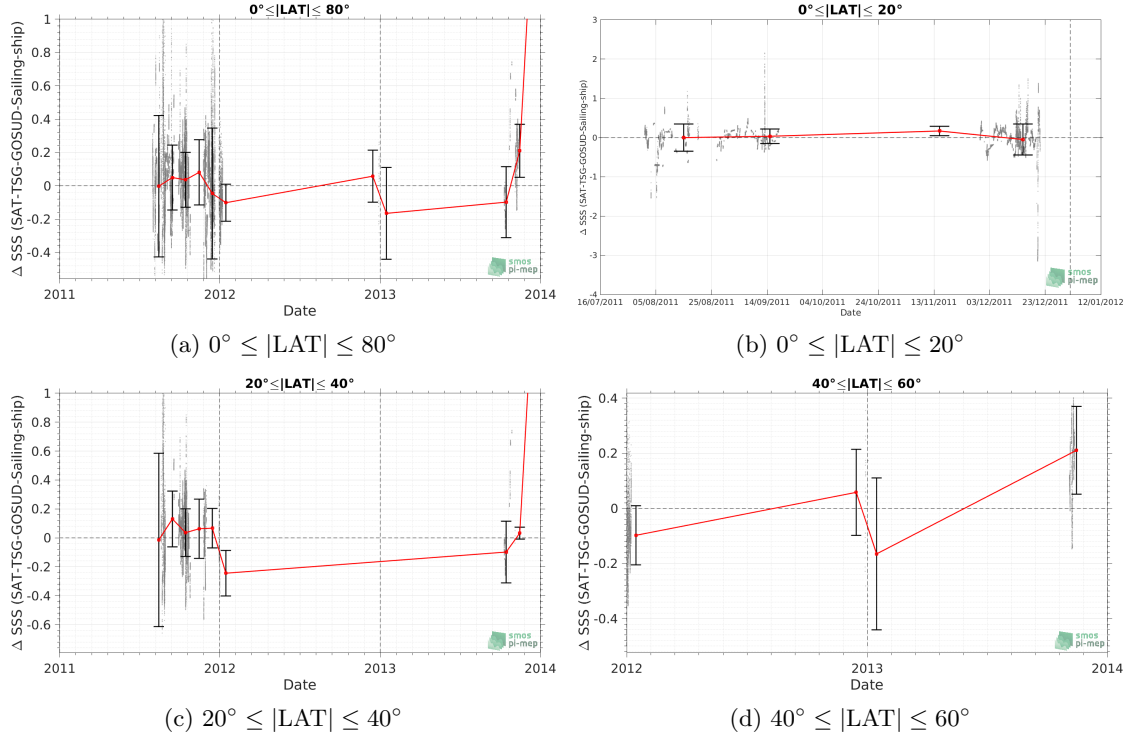 0°≤|LAT|≤ 80°
Δ SSS (SAT-TSG-GOSUD-Sailing-ship)
1
0.8
0.6
0.4
0.2
0
-0.2
-0.4
smos
pi-mep
2011 2012 2013 2014
Date
(a) 0° ≤ |LAT| ≤ 80°
0°≤|LAT|≤ 20°
Δ SSS (SAT-TSG-GOSUD-Sailing-ship)
3
2
1
0
-1
-2
-3
-4
smos
pi-mep
16/07/2011 05/08/2011 25/08/2011 14/09/2011 04/10/2011 24/10/2011 13/11/2011 03/12/2011 23/12/2011 12/01/2012
Date
(b) 0° ≤ |LAT| ≤ 20°
20°≤|LAT|≤ 40°
Δ SSS (SAT-TSG-GOSUD-Sailing-ship)
1
0.8
0.6
0.4
0.2
0
-0.2
-0.4
-0.6
smos
pi-mep
2011 2012 2013 2014
Date
(c) 20° ≤ |LAT| ≤ 40°
40°≤|LAT|≤ 60°
Δ SSS (SAT-TSG-GOSUD-Sailing-ship)
0.4
0.2
0
-0.2
-0.4
smos
pi-mep
2012 2013 2014
Date
(d) 40° ≤ |LAT| ≤ 60°